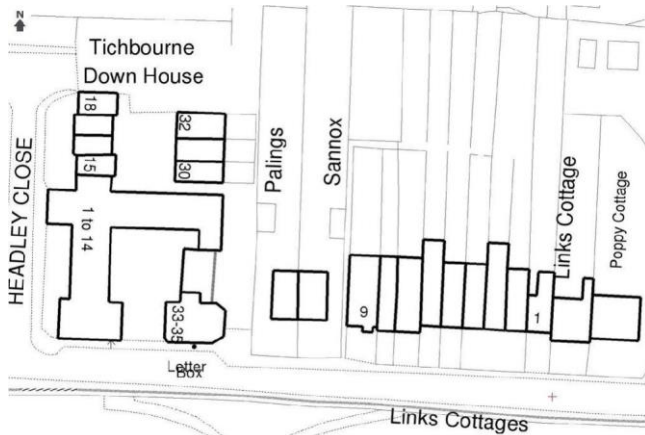 N
Tichbourne
Down House
18
32
15
30
HEADLEY CLOSE
1 to 14
Palings
Sannox
33-35
Letter
Box
9
1
Links Cottage
Poppy Cottage
Links Cottages